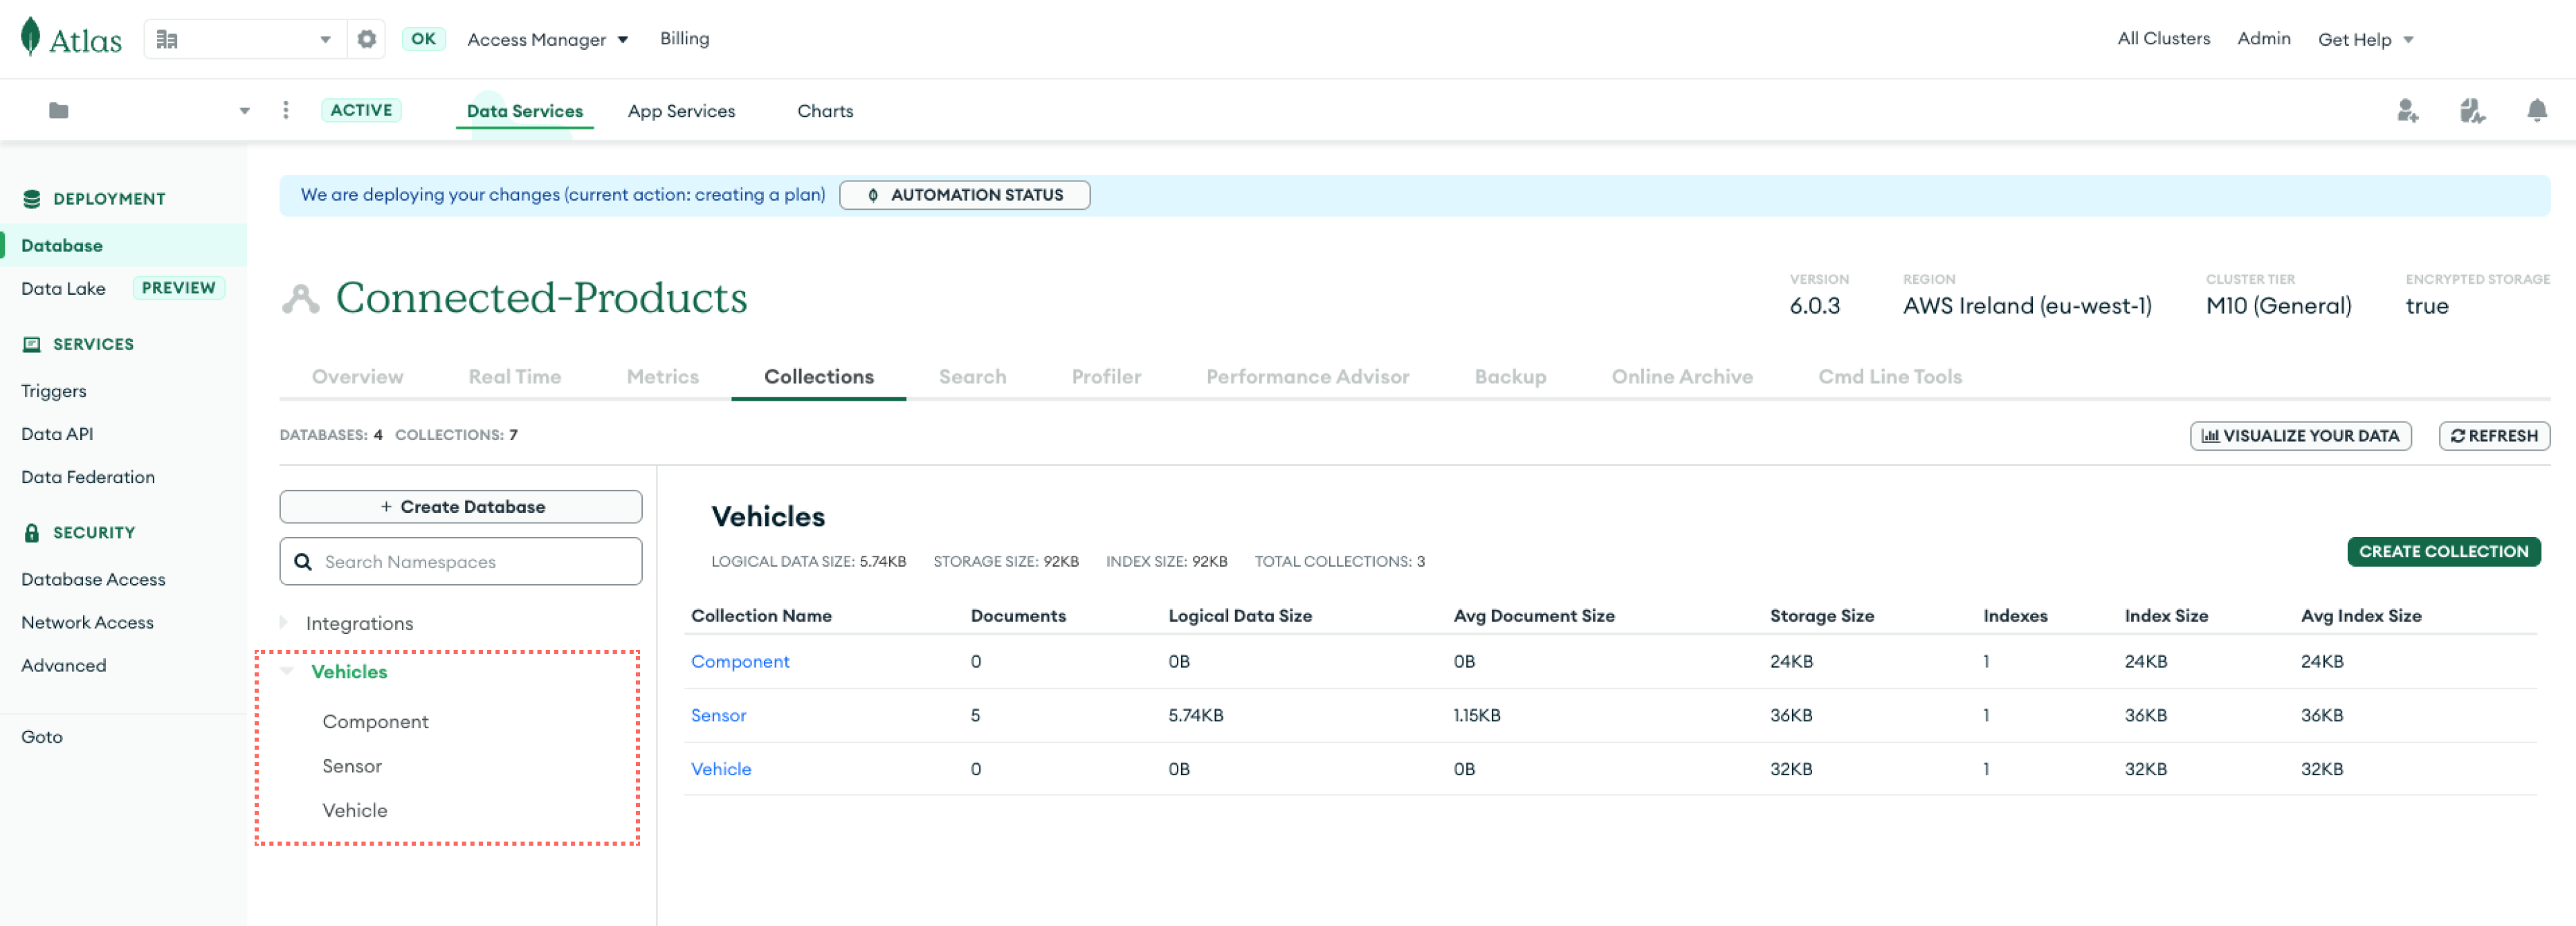 Atlas OK Access Manager Billing All Clusters Admin Get Help
ACTIVE Data Services App Services Charts
We are deploying your changes (current action: creating a plan) AUTOMATION STATUS
DEPLOYMENT
Database
Data Lake PREVIEW
SERVICES
Triggers
Data API
Data Federation
SECURITY
Database Access
Network Access
Advanced
Goto
Connected-Products
VERSION REGION CLUSTER TIER ENCRYPTED STORAGE
6.0.3 AWS Ireland (eu-west-1) M10 (General) true
Overview Real Time Metrics Collections Search Profiler Performance Advisor Backup Online Archive Cmd Line Tools
DATABASES: 4 COLLECTIONS: 7 VISUALIZE YOUR DATA REFRESH
+ Create Database
Search Namespaces
Integrations
Vehicles
Component
Sensor
Vehicle
Vehicles
LOGICAL DATA SIZE: 5.74KB STORAGE SIZE: 92KB INDEX SIZE: 92KB TOTAL COLLECTIONS: 3
CREATE COLLECTION
Collection Name Documents Logical Data Size Avg Document Size Storage Size Indexes Index Size Avg Index Size
Component 0 0B 0B 24KB 1 24KB 24KB
Sensor 5 5.74KB 1.15KB 36KB 1 36KB 36KB
Vehicle 0 0B 0B 32KB 1 32KB 32KB